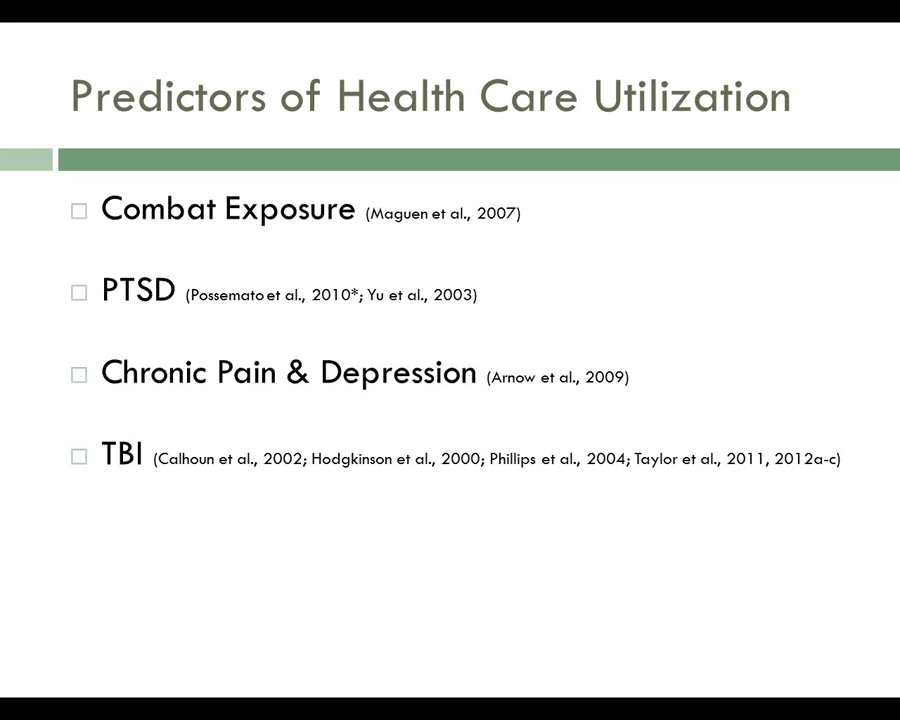 Predictors of Health Care Utilization
Combat Exposure (Maguen et al., 2007)
PTSD (Possemato et al., 2010*; Yu et al., 2003)
Chronic Pain & Depression (Arnow et al., 2009)
TBI (Calhoun et al., 2002; Hodgkinson et al., 2000; Phillips et al., 2004; Taylor et al., 2011, 2012a-c)